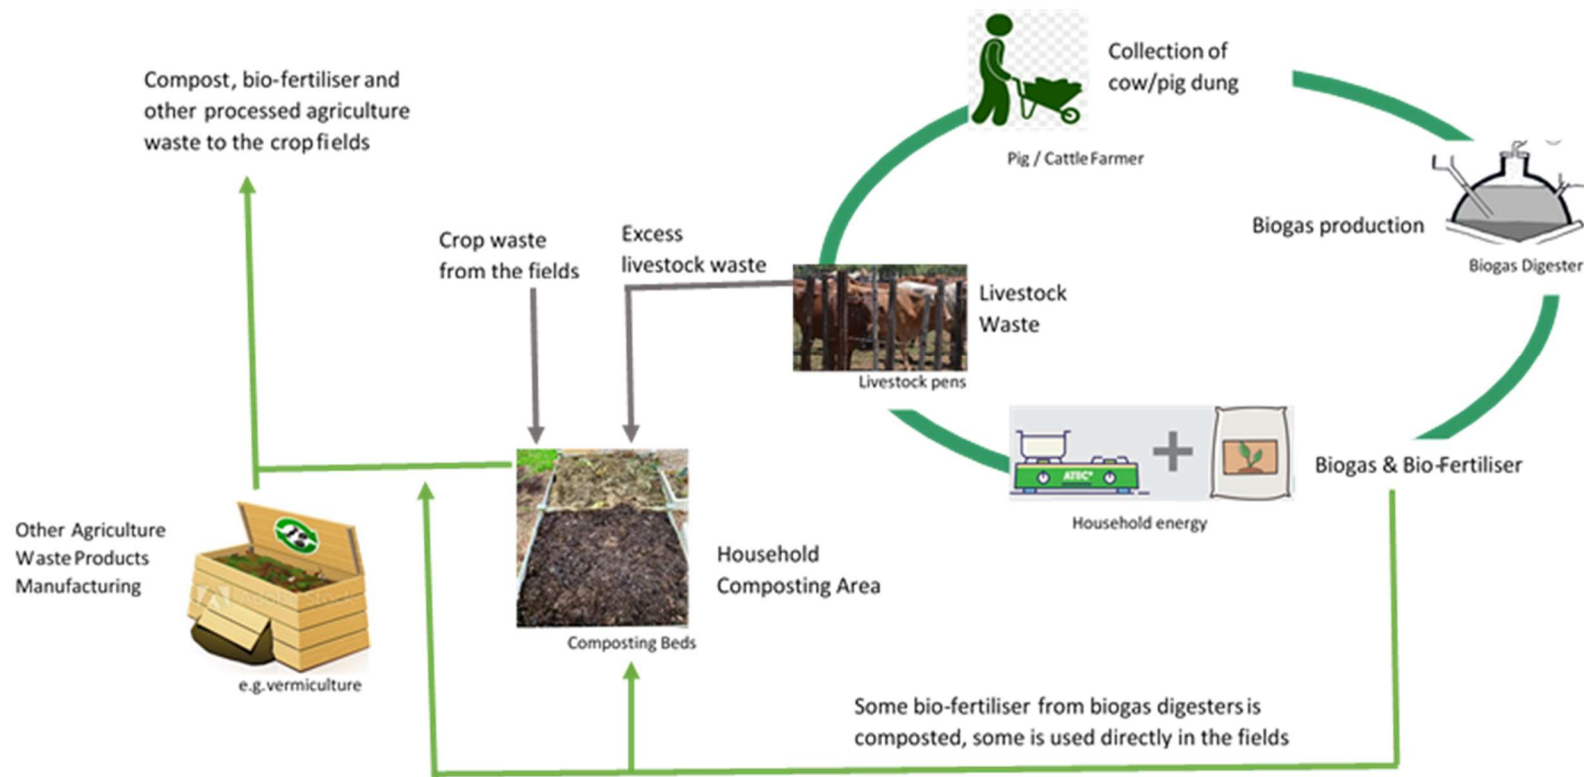 Collection of
cow/pig dung
Pig / Cattle Farmer
Compost, bio-fertiliser and
other processed agriculture
waste to the crop fields
Biogas production
Biogas Digester
Crop waste
from the fields
Excess
livestock waste
Livestock
Waste
Livestock pens
ATEC
Biogas & Bio-Fertiliser
Household energy
Other Agriculture
Waste Products
Manufacturing
Adobe Stock
e.g. vermiculture
Household
Composting Area
Composting Beds
Some bio-fertiliser from biogas digesters is
composted, some is used directly in the fields